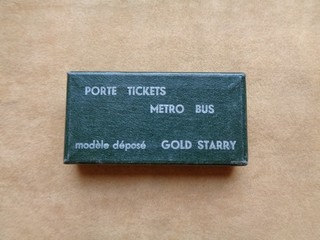 PORTE TICKETS
METRO BUS
modèle déposé GOLD STARRY